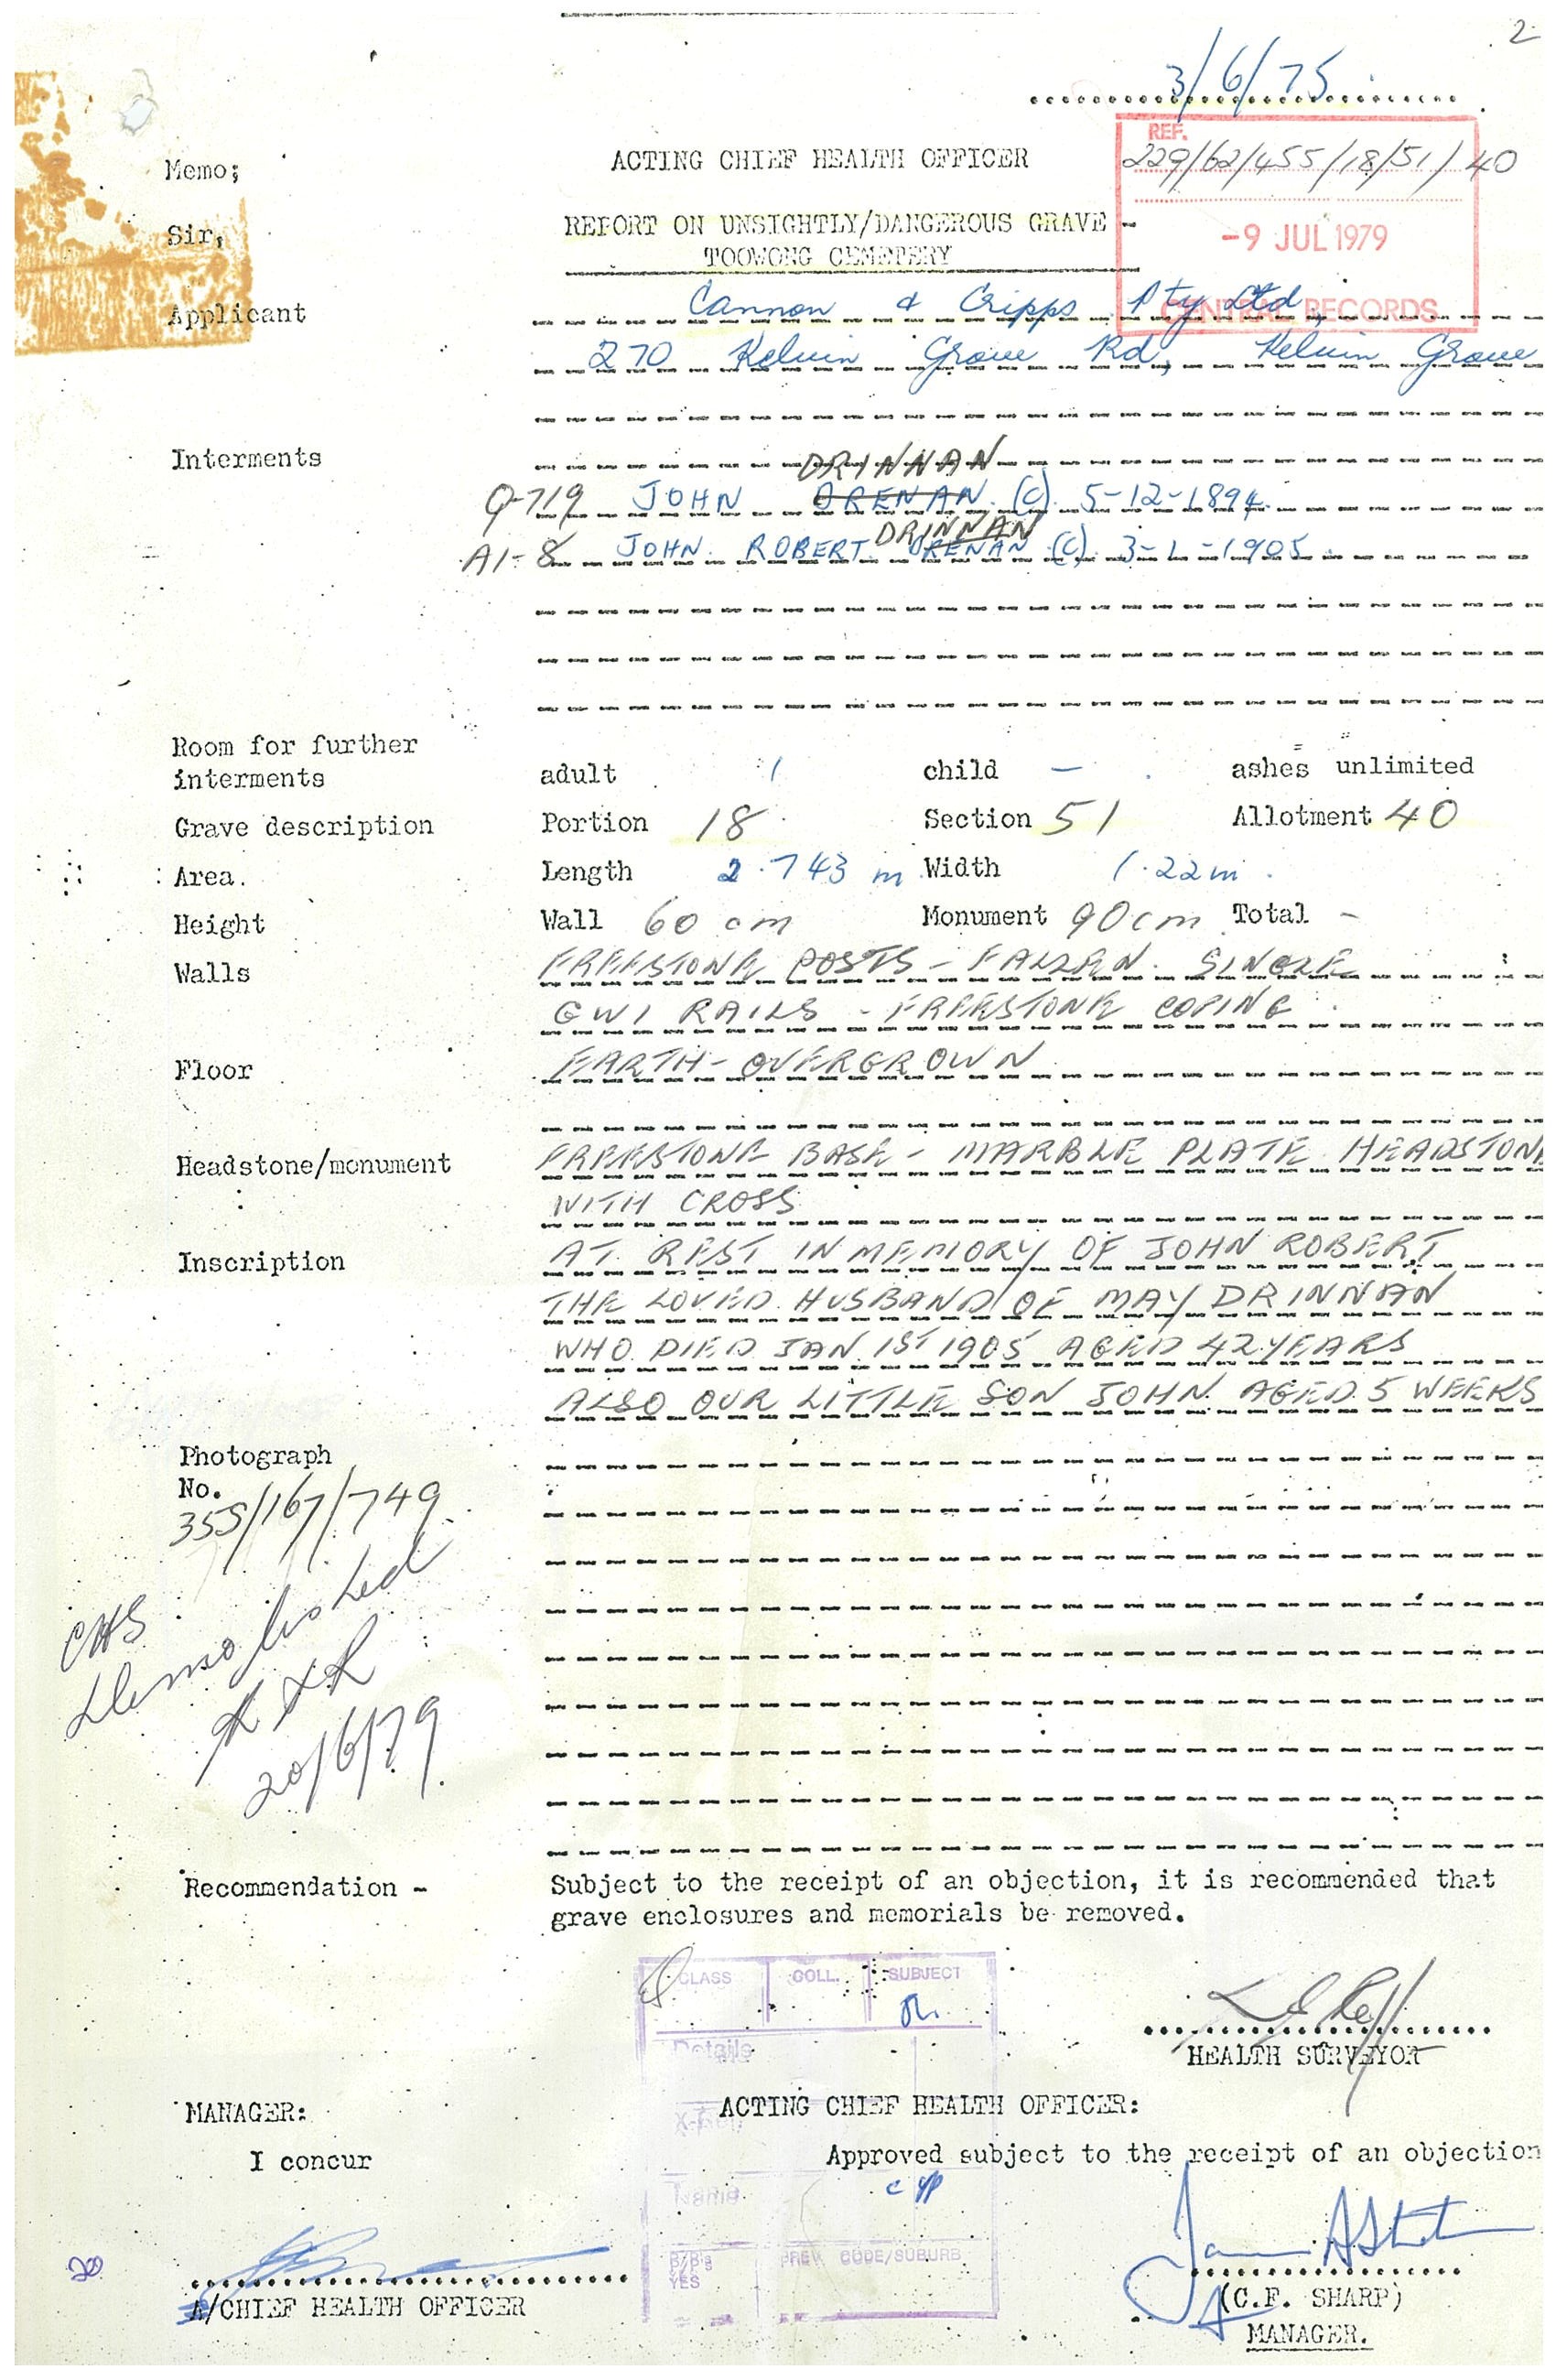 2
3/6/75
Memo;
ACTING CHIEF HEALTH OFFICER
REF.
229/62/455/18/51/40
Sir,
REPORT ON UNSIGHTLY/DANGEROUS GRAVE -
TOOWONG CEMETERY
-9 JUL 1979
CENTRAL RECORDS
Applicant Cannon & Cripps Pty Ltd,
270 Kelvin Grove Rd, Kelvin Grove
Interments DRINNAN
Q-719 JOHN DRENAN (C) 5-12-1894
DRINNAN
A1-8 JOHN ROBERT DRENAN (C) 3-1-1905
Room for further
interments adult 1 child - ashes unlimited
Grave description Portion 18 Section 51 Allotment 40
Area. Length 2.743 m Width 1.22m.
Height Wall 60 cm Monument 90cm Total -
Walls FREESTONE POSTS - FALLEN. SINGLE
GWI RAILS - FREESTONE COPING
Floor EARTH - OVERGROWN
Headstone/monument FREESTONE BASE - MARBLE PLATE HEADSTONE
WITH CROSS
Inscription AT REST IN MEMORY OF JOHN ROBERT
THE LOVED HUSBAND OF MAY DRINNAN
WHO DIED JAN 1ST 1905 AGED 42 YEARS
ALSO OUR LITTLE SON JOHN AGED 5 WEEKS
Photograph
No.
355/167/749
CHS
Demolished
20/6/79
Recommendation - Subject to the receipt of an objection, it is recommended that
grave enclosures and memorials be removed.
CLASS COLL. SUBJECT
Details
HEALTH SURVEYOR
MANAGER: ACTING CHIEF HEALTH OFFICER:
I concur Approved subject to the receipt of an objection
Name
PREV CODE/SUBURB
YES
A/CHIEF HEALTH OFFICER
(C.F. SHARP)
MANAGER.